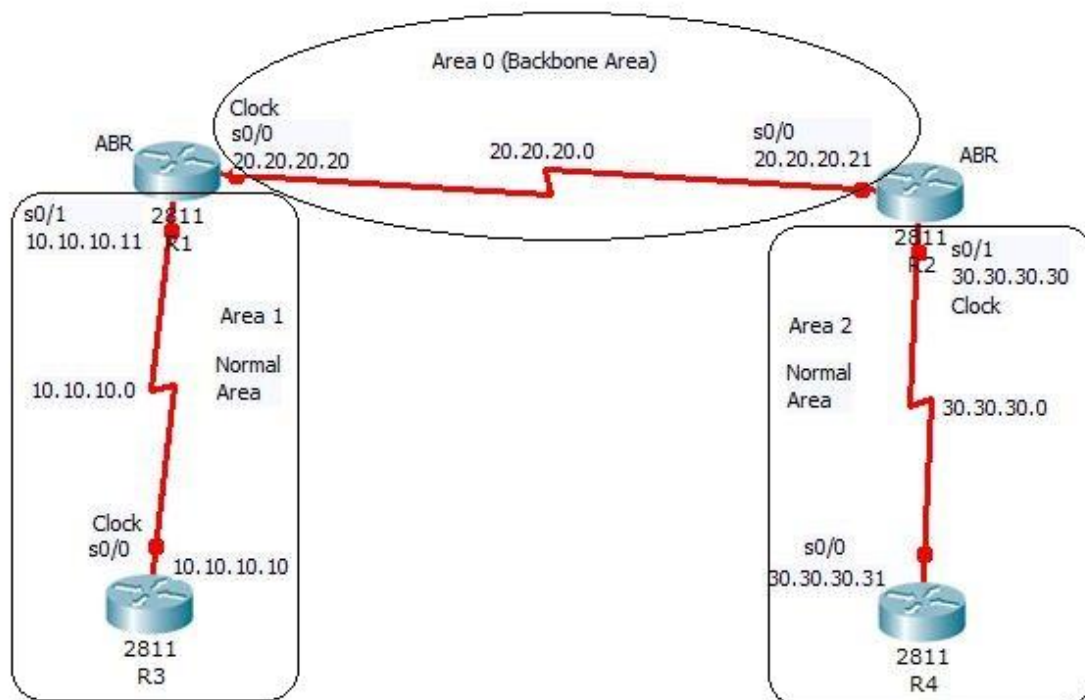 Area 0 (Backbone Area)
Clock
s0/0
20.20.20.20
20.20.20.0
s0/0
20.20.20.21
ABR
ABR
2811
R1
s0/1
10.10.10.11
2811
R2
s0/1
30.30.30.30
Clock
Area 1
Normal
Area
10.10.10.0
Area 2
Normal
Area
30.30.30.0
Clock
s0/0
10.10.10.10
s0/0
30.30.30.31
2811
R3
2811
R4